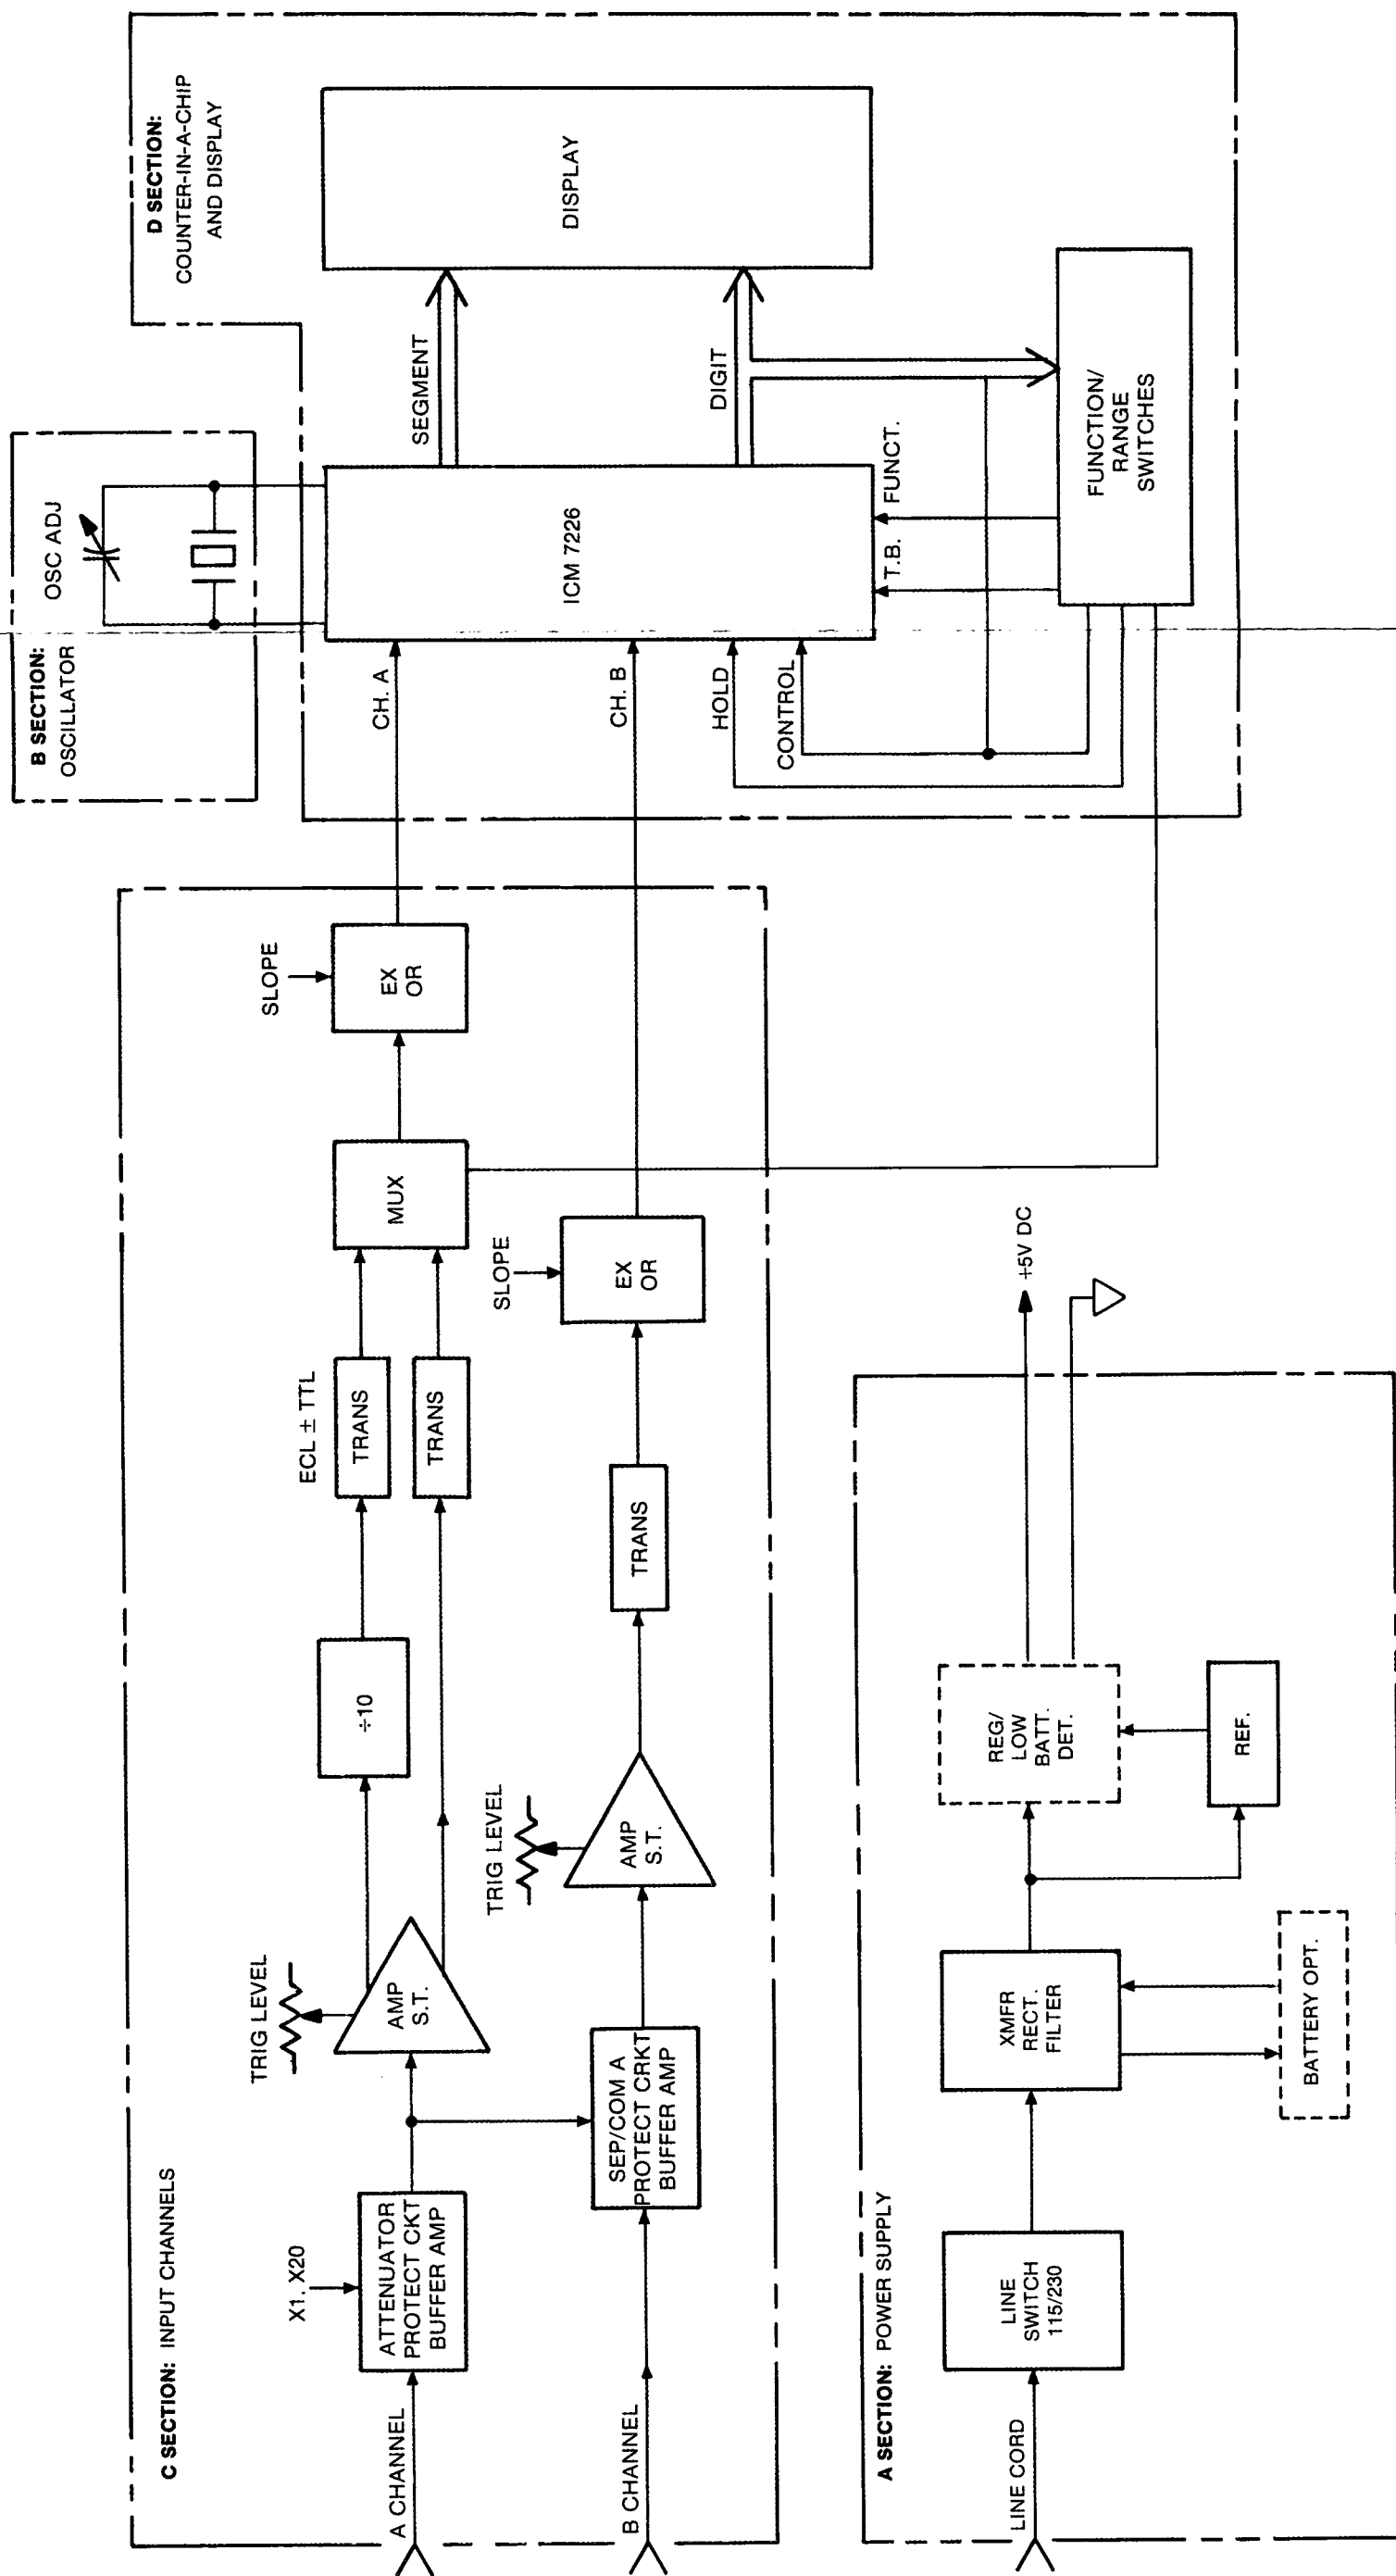 C SECTION: INPUT CHANNELS
A CHANNEL
X1, X20
ATTENUATOR
PROTECT CKT
BUFFER AMP
TRIG LEVEL
AMP
S.T.
÷10
ECL ± TTL
TRANS
TRANS
MUX
SLOPE
EX
OR
B CHANNEL
SEP/COM A
PROTECT CRKT
BUFFER AMP
TRIG LEVEL
AMP
S.T.
TRANS
SLOPE
EX
OR
B SECTION:
OSCILLATOR
OSC ADJ
D SECTION:
COUNTER-IN-A-CHIP
AND DISPLAY
CH. A
CH. B
HOLD
CONTROL
ICM 7226
T.B.
FUNCT.
SEGMENT
DIGIT
DISPLAY
FUNCTION/
RANGE
SWITCHES
A SECTION: POWER SUPPLY
LINE CORD
LINE
SWITCH
115/230
XMFR
RECT.
FILTER
BATTERY OPT.
REG/
LOW
BATT.
DET.
REF.
+5V DC